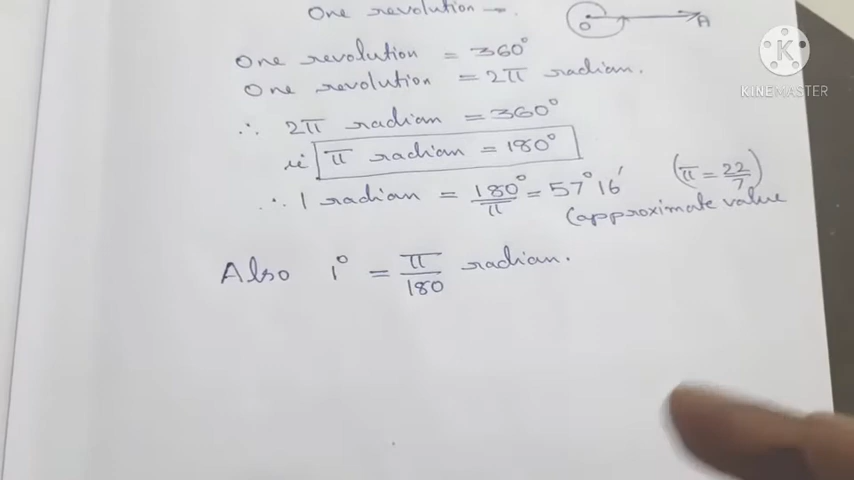 One revolution →.
O A
One revolution = 360°
One revolution = 2π radian.
∴ 2π radian = 360°
ie π radian = 180°
∴ 1 radian = 180°/π = 57° 16′ (π = 22/7)
(approximate value
Also 1° = π/180 radian.
K
KINEMASTER